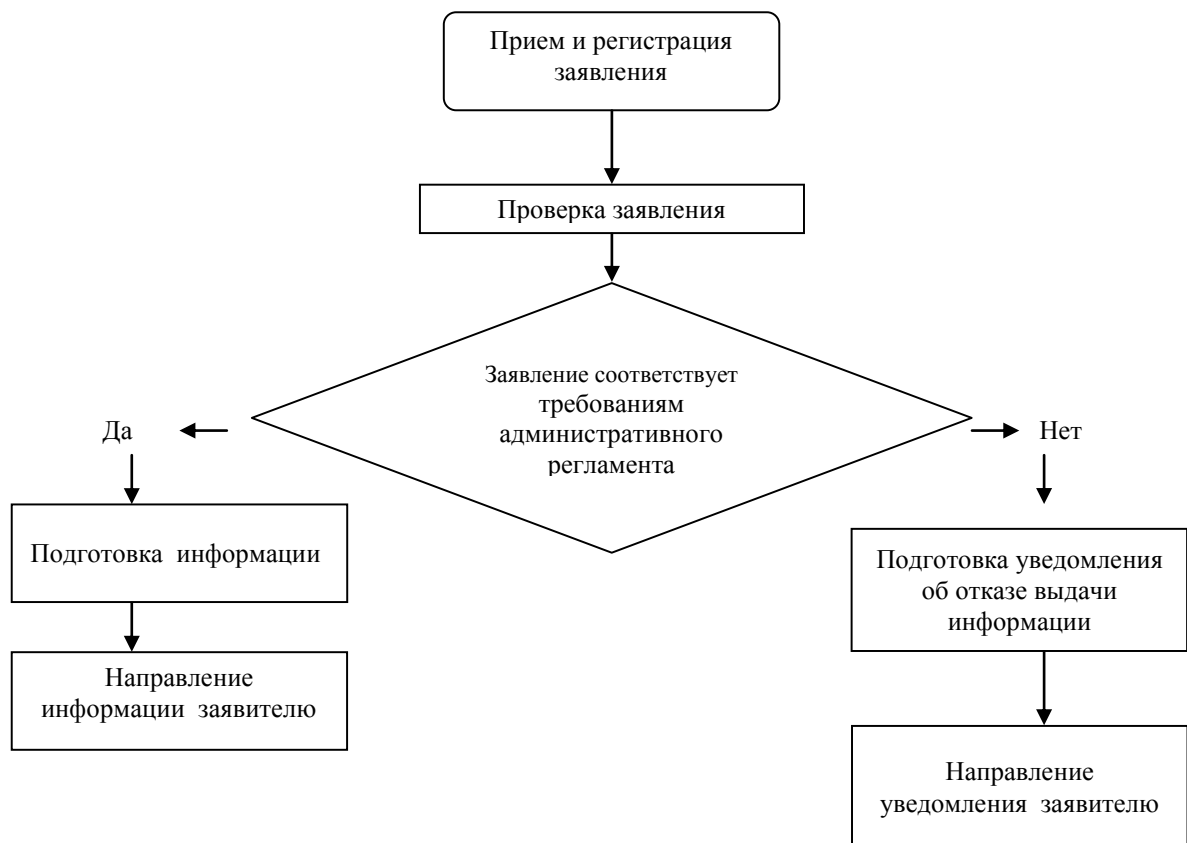 Прием и регистрация
заявления
Проверка заявления
Заявление соответствует
требованиям
административного
регламента
Да
Нет
Подготовка информации
Направление
информации заявителю
Подготовка уведомления
об отказе выдачи
информации
Направление
уведомления заявителю